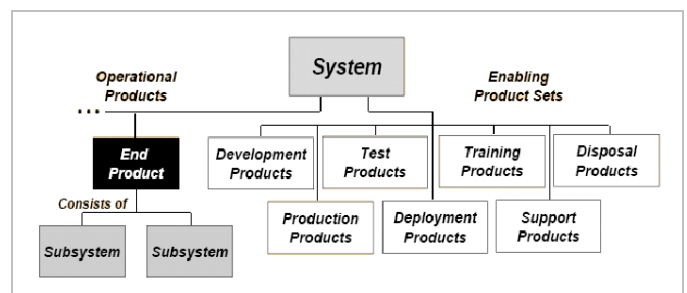 System
Operational
Products
Enabling
Product Sets
...
End
Product
Development
Products
Test
Products
Training
Products
Disposal
Products
Consists of
Production
Products
Deployment
Products
Support
Products
Subsystem
Subsystem